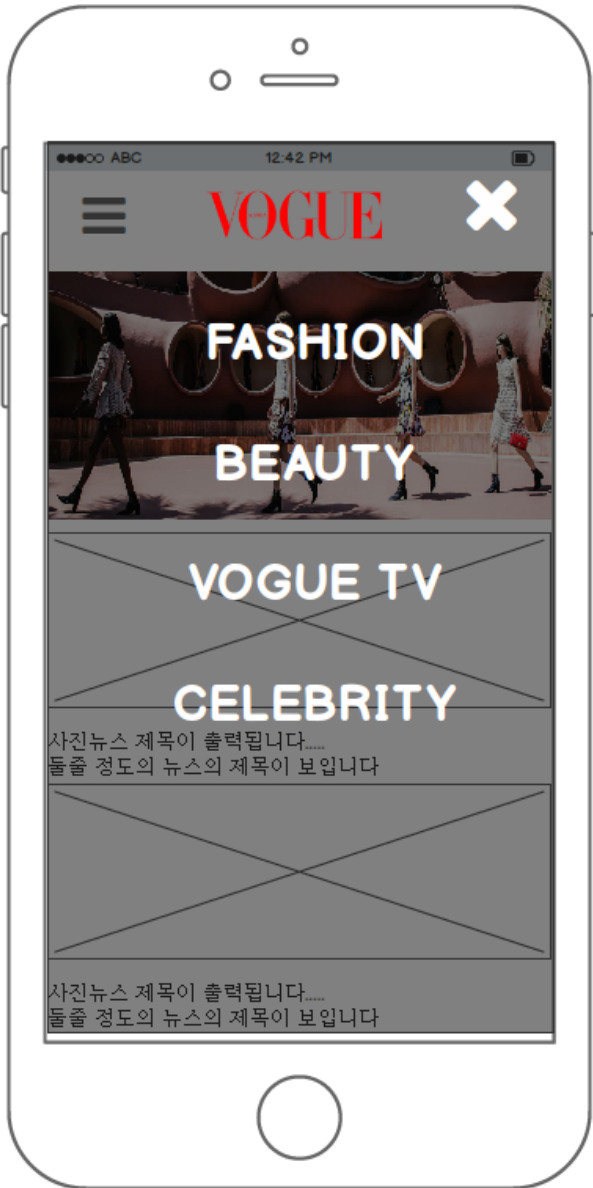 ABC 12:42 PM
VOGUE
FASHION
BEAUTY
VOGUE TV
CELEBRITY
사진뉴스 제목이 출력됩니다.....
둘줄 정도의 뉴스의 제목이 보입니다
사진뉴스 제목이 출력됩니다.....
둘줄 정도의 뉴스의 제목이 보입니다